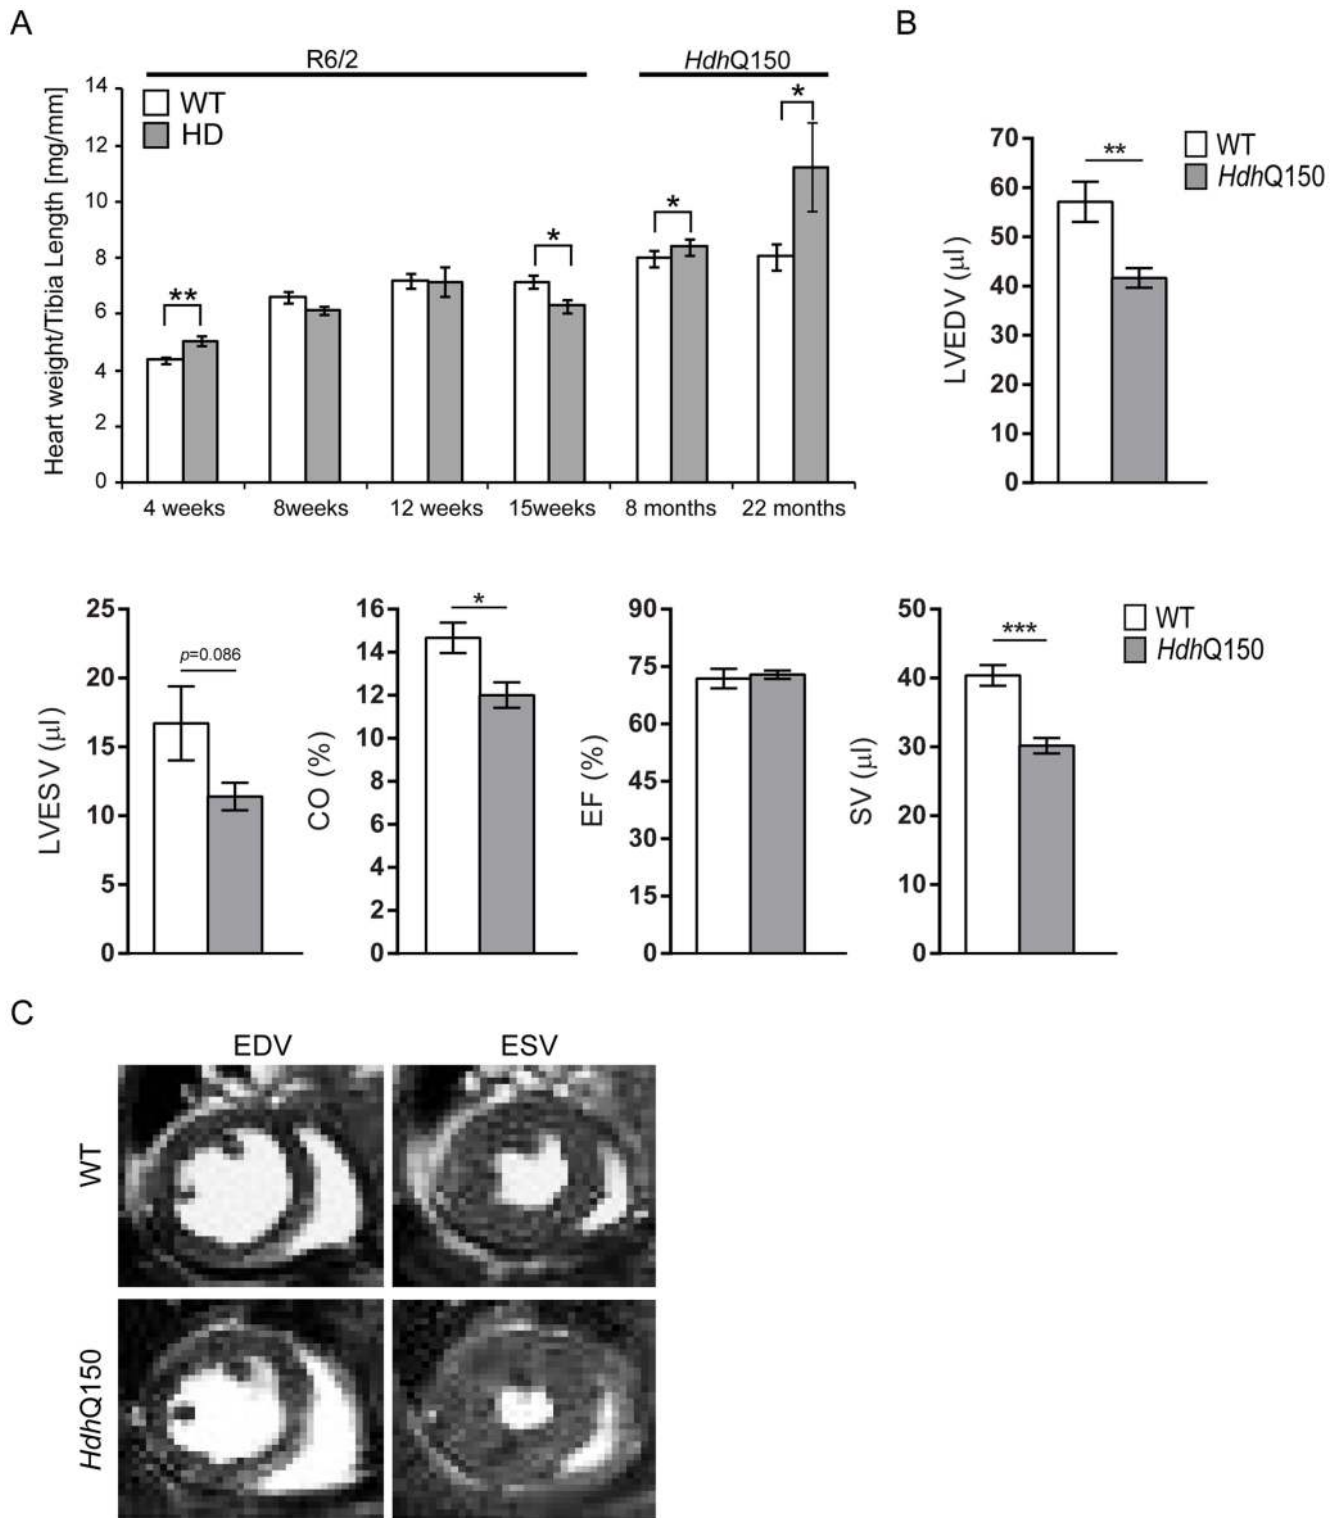 A
B
R6/2
HdhQ150
WT
HD
Heart weight/Tibia Length [mg/mm]
14
12
10
8
6
4
2
0
**
*
*
*
4 weeks
8weeks
12 weeks
15weeks
8 months
22 months
WT
HdhQ150
**
LVEDV (µl)
70
60
50
40
30
60
50
0
LVESV (µl)
25
20
15
10
5
0
p=0.086
CO (%)
16
14
12
10
8
6
4
2
0
*
EF (%)
90
75
60
45
30
15
0
SV (µl)
50
40
30
20
10
0
***
WT
HdhQ150
C
EDV
ESV
WT
HdhQ150